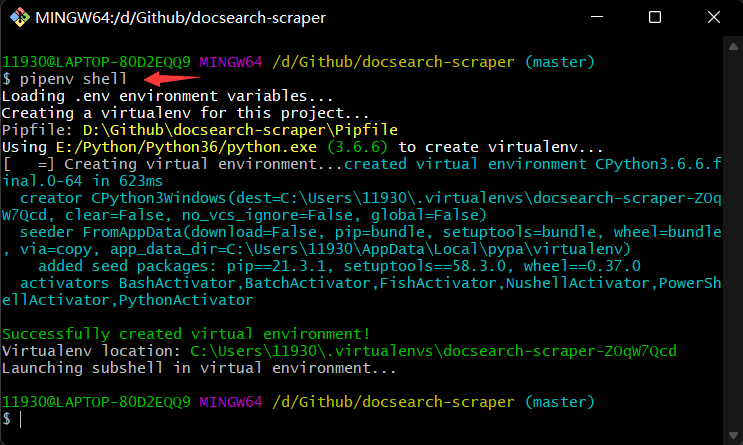 MINGW64:/d/Github/docsearch-scraper
11930@LAPTOP-80D2EQQ9 MINGW64 /d/Github/docsearch-scraper (master)
$ pipenv shell
Loading .env environment variables...
Creating a virtualenv for this project...
Pipfile: D:\Github\docsearch-scraper\Pipfile
Using E:/Python/Python36/python.exe (3.6.6) to create virtualenv...
[   =] Creating virtual environment...created virtual environment CPython3.6.6.f
inal.0-64 in 623ms
  creator CPython3Windows(dest=C:\Users\11930\.virtualenvs\docsearch-scraper-ZOq
W7Qcd, clear=False, no_vcs_ignore=False, global=False)
  seeder FromAppData(download=False, pip=bundle, setuptools=bundle, wheel=bundle
, via=copy, app_data_dir=C:\Users\11930\AppData\Local\pypa\virtualenv)
    added seed packages: pip==21.3.1, setuptools==58.3.0, wheel==0.37.0
  activators BashActivator,BatchActivator,FishActivator,NushellActivator,PowerSh
ellActivator,PythonActivator
Successfully created virtual environment!
Virtualenv location: C:\Users\11930\.virtualenvs\docsearch-scraper-ZOqW7Qcd
Launching subshell in virtual environment...
11930@LAPTOP-80D2EQQ9 MINGW64 /d/Github/docsearch-scraper (master)
$